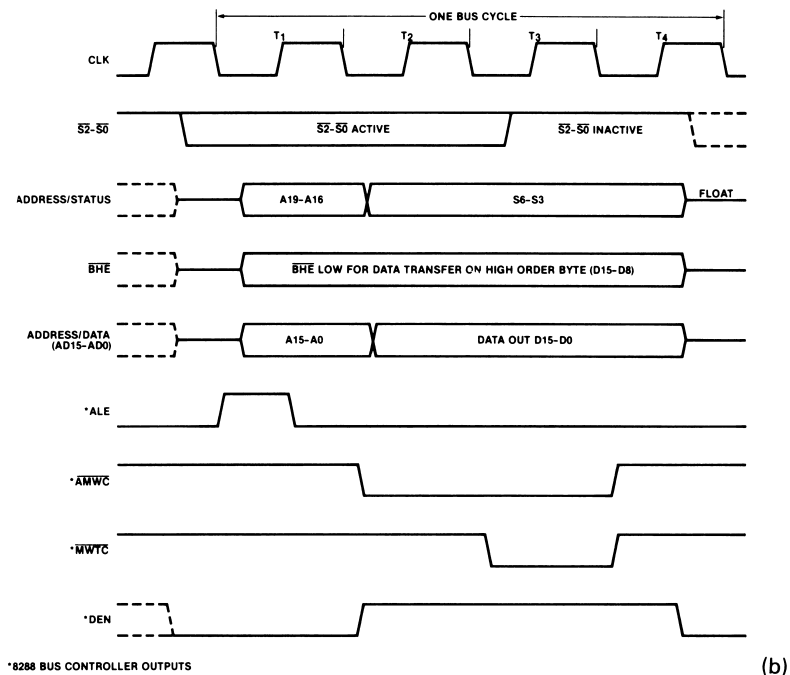 ONE BUS CYCLE
T1 T2 T3 T4
CLK
S2-S0 S2-S0 ACTIVE S2-S0 INACTIVE
ADDRESS/STATUS A19-A16 S6-S3 FLOAT
BHE BHE LOW FOR DATA TRANSFER ON HIGH ORDER BYTE (D15-D8)
ADDRESS/DATA
(AD15-AD0) A15-A0 DATA OUT D15-D0
*ALE
*AMWC
*MWTC
*DEN
*8288 BUS CONTROLLER OUTPUTS
(b)